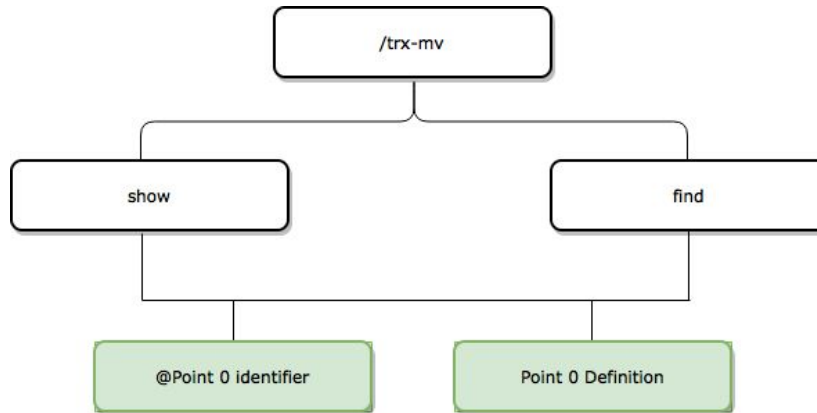 /trx-mv
show
find
@Point 0 identifier
Point 0 Definition